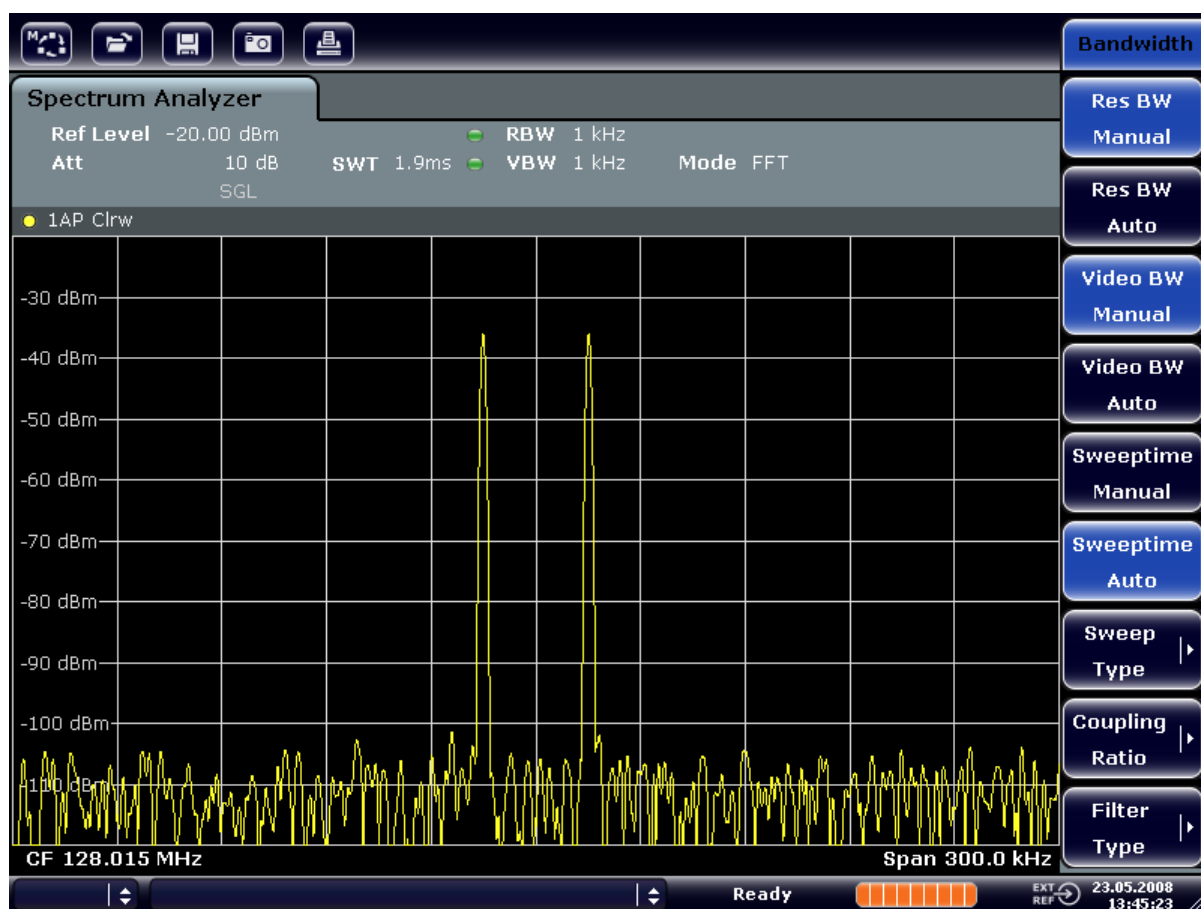 M
Bandwidth
Spectrum Analyzer
Ref Level -20.00 dBm RBW 1 kHz
Att 10 dB SWT 1.9ms VBW 1 kHz Mode FFT
SGL
1AP Clrw
-30 dBm
-40 dBm
-50 dBm
-60 dBm
-70 dBm
-80 dBm
-90 dBm
-100 dBm
-110 dBm
CF 128.015 MHz Span 300.0 kHz
Res BW
Manual
Res BW
Auto
Video BW
Manual
Video BW
Auto
Sweeptime
Manual
Sweeptime
Auto
Sweep
Type
Coupling
Ratio
Filter
Type
Ready
EXT
REF
23.05.2008
13:45:23